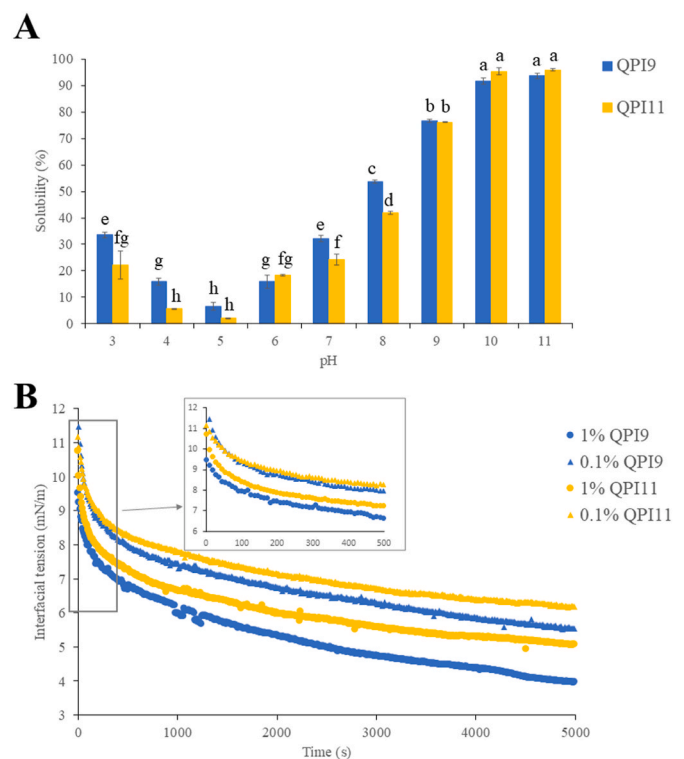 A
100
90
80
70
60
50
40
30
20
10
0
Solubility (%)
e
fg
g
h
h
h
g
fg
e
f
c
d
b b
a a
a a
3 4 5 6 7 8 9 10 11
pH
QPI9
QPI11
B
12
11
10
9
8
7
6
5
4
3
Interfacial tension (mN/m)
12
11
10
9
8
7
6
5
0 100 200 300 400 500
0 1000 2000 3000 4000 5000
Time (s)
1% QPI9
0.1% QPI9
1% QPI11
0.1% QPI11